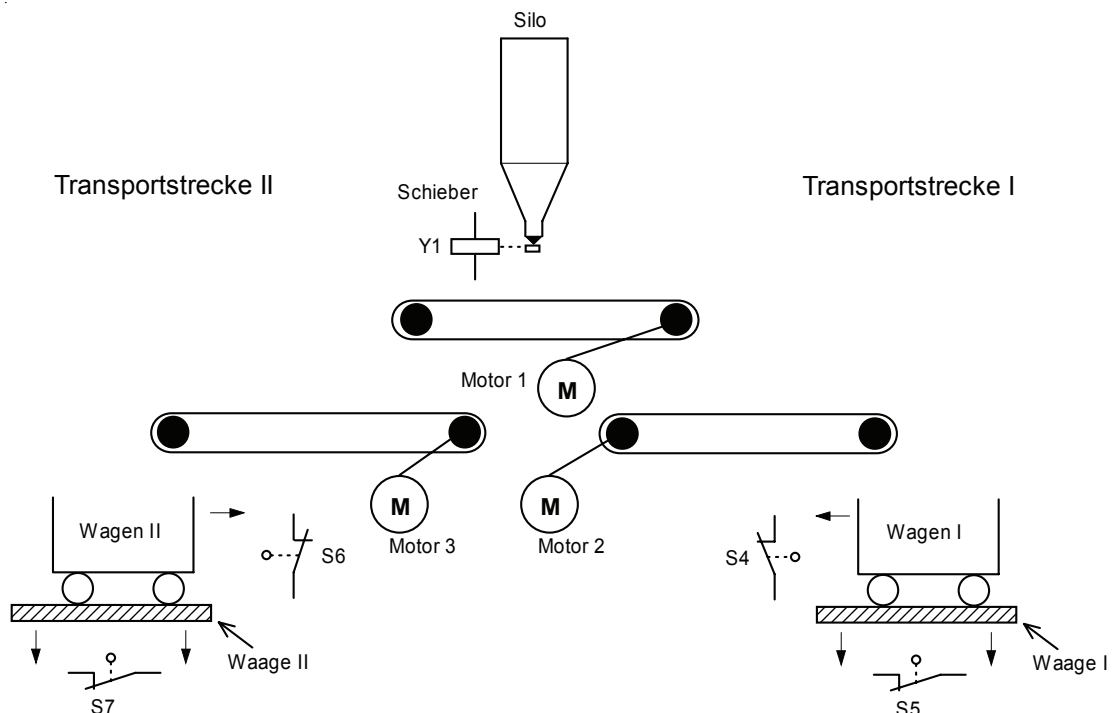 Silo
Transportstrecke II
Transportstrecke I
Schieber
Y1
Motor 1
M
M
M
Wagen II
S6
Motor 3
Motor 2
S4
Wagen I
Waage II
Waage I
S7
S5